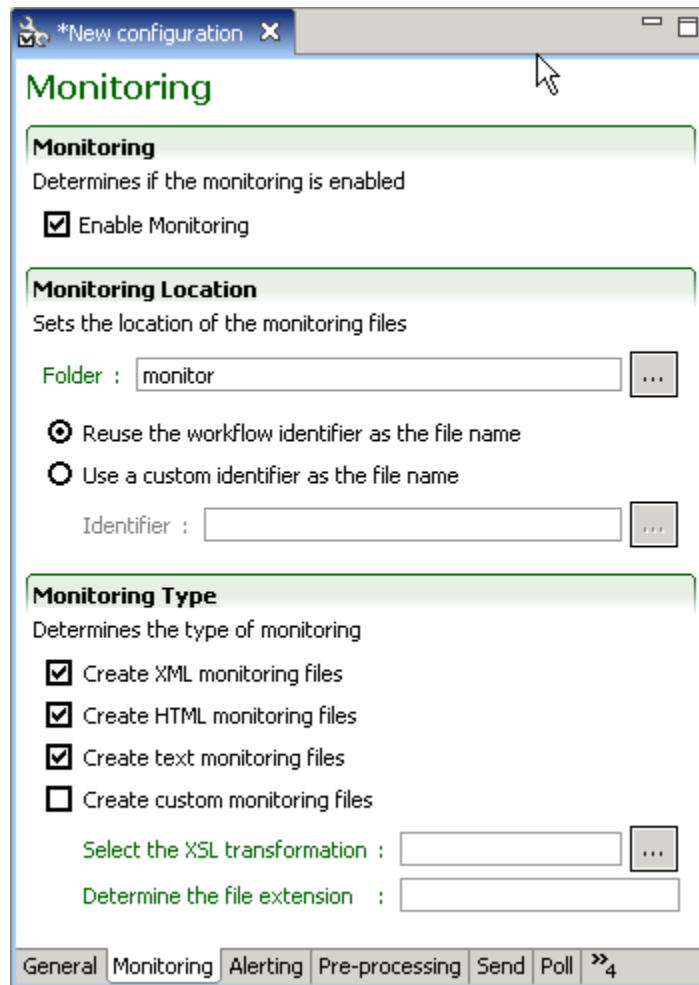 *New configuration
Monitoring
Monitoring
Determines if the monitoring is enabled
Enable Monitoring
Monitoring Location
Sets the location of the monitoring files
Folder : monitor ...
Reuse the workflow identifier as the file name
Use a custom identifier as the file name
Identifier : ...
Monitoring Type
Determines the type of monitoring
Create XML monitoring files
Create HTML monitoring files
Create text monitoring files
Create custom monitoring files
Select the XSL transformation : ...
Determine the file extension :
General Monitoring Alerting Pre-processing Send Poll »4